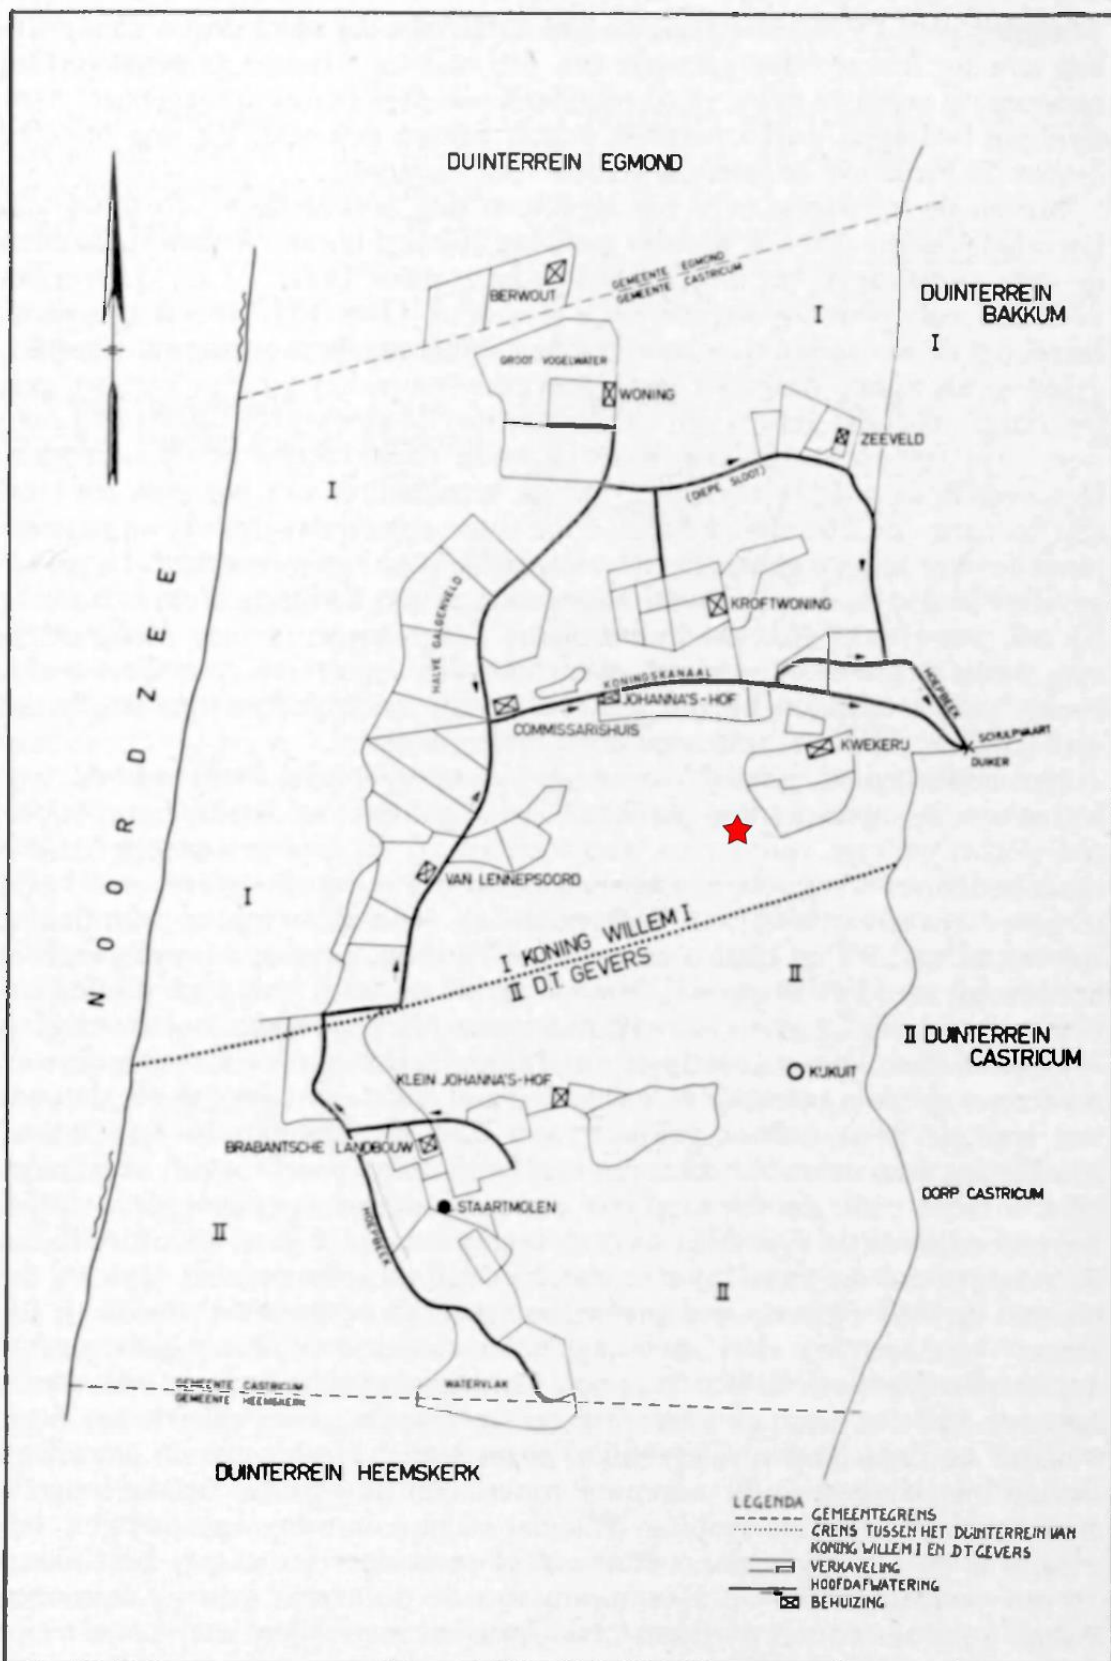 DUINTERREIN EGMOND
GEMEENTE EGMOND
GEMEENTE CASTRICUM
BERWOUT
I
DUINTERREIN
BAKKUM
I
GROOT VOGELWATER
WONING
ZEEVELD
(DIEPE SLOOT)
I
NOORDZEE
HALVE GALGENVELD
KROFTWONING
KONINGSKANAAL
JOHANNA'S-HOF
COMMISSARISHUIS
HOEPBEEK
SCHULPVAART
DUIKER
KWEKERIJ
VAN LENNEPSOORD
I
I KONING WILLEM I
II D.T. GEVERS
II
II DUINTERREIN
CASTRICUM
KIJKUIT
KLEIN JOHANNA'S-HOF
BRABANTSCHE LANDBOUW
STAARTMOLEN
HOEPBEEK
DORP CASTRICUM
II
II
GEMEENTE CASTRICUM
GEMEENTE HEEMSKERK
WATERVLAK
DUINTERREIN HEEMSKERK
LEGENDA
GEMEENTEGRENS
GRENS TUSSEN HET DUINTERREIN VAN
KONING WILLEM I EN D.T GEVERS
VERKAVELING
HOOFDAFWATERING
BEHUIZING